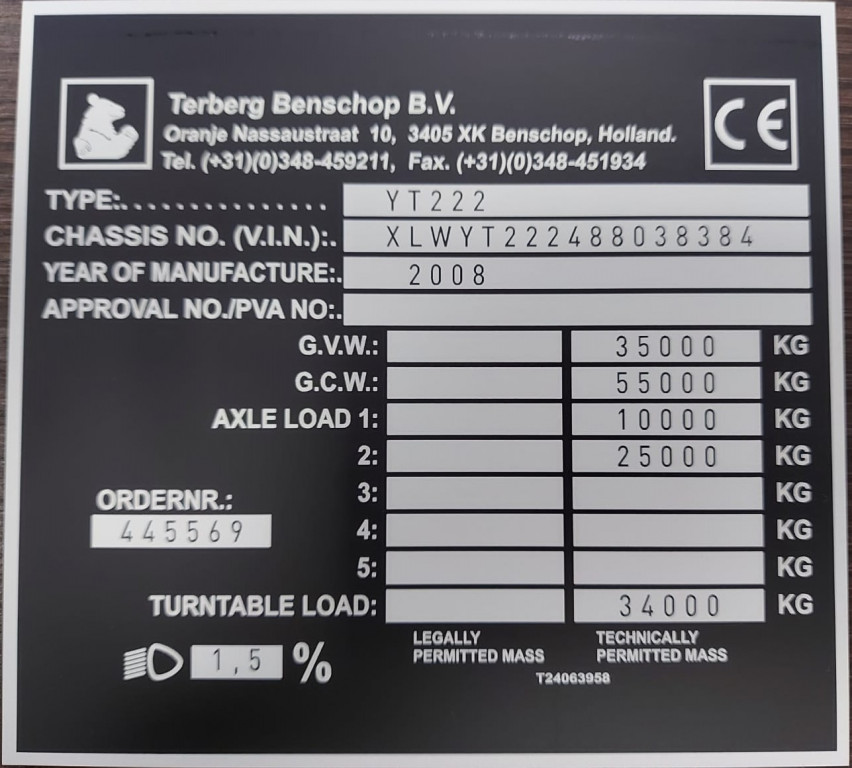 Terberg Benschop B.V.
Oranje Nassaustraat 10, 3405 XK Benschop, Holland.
Tel. (+31)(0)348-459211, Fax. (+31)(0)348-451934
CE
TYPE:............... YT222
CHASSIS NO. (V.I.N.):. XLWYT222488038384
YEAR OF MANUFACTURE:. 2008
APPROVAL NO./PVA NO:.
G.V.W.: 35000 KG
G.C.W.: 55000 KG
AXLE LOAD 1: 10000 KG
2: 25000 KG
3: KG
ORDERNR.:
445569
4: KG
5: KG
TURNTABLE LOAD: 34000 KG
1,5 %
LEGALLY PERMITTED MASS
TECHNICALLY PERMITTED MASS
T24063958